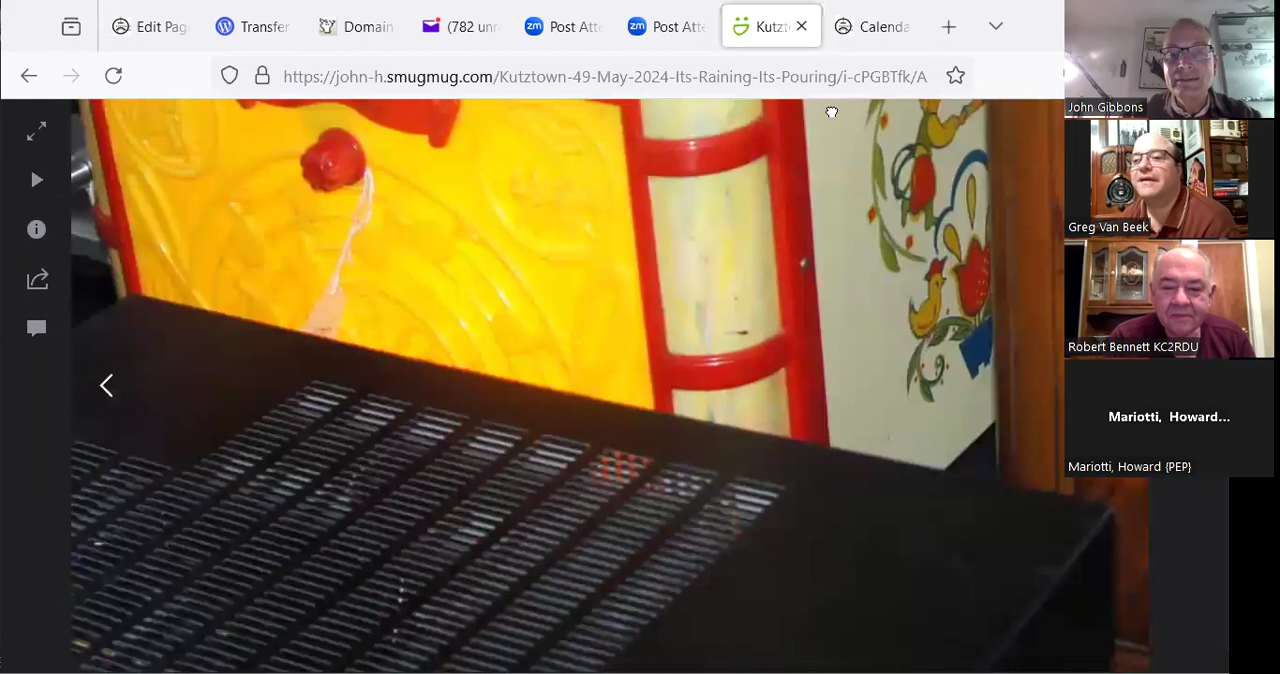 Edit Pag
Transfer
Domain
(782 unr
Post Atte
Post Atte
Kutzt
Calenda
https://john-h.smugmug.com/Kutztown-49-May-2024-Its-Raining-Its-Pouring/i-cPGBTfk/A
John Gibbons
Greg Van Beek
Robert Bennett KC2RDU
Mariotti, Howard...
Mariotti, Howard {PEP}